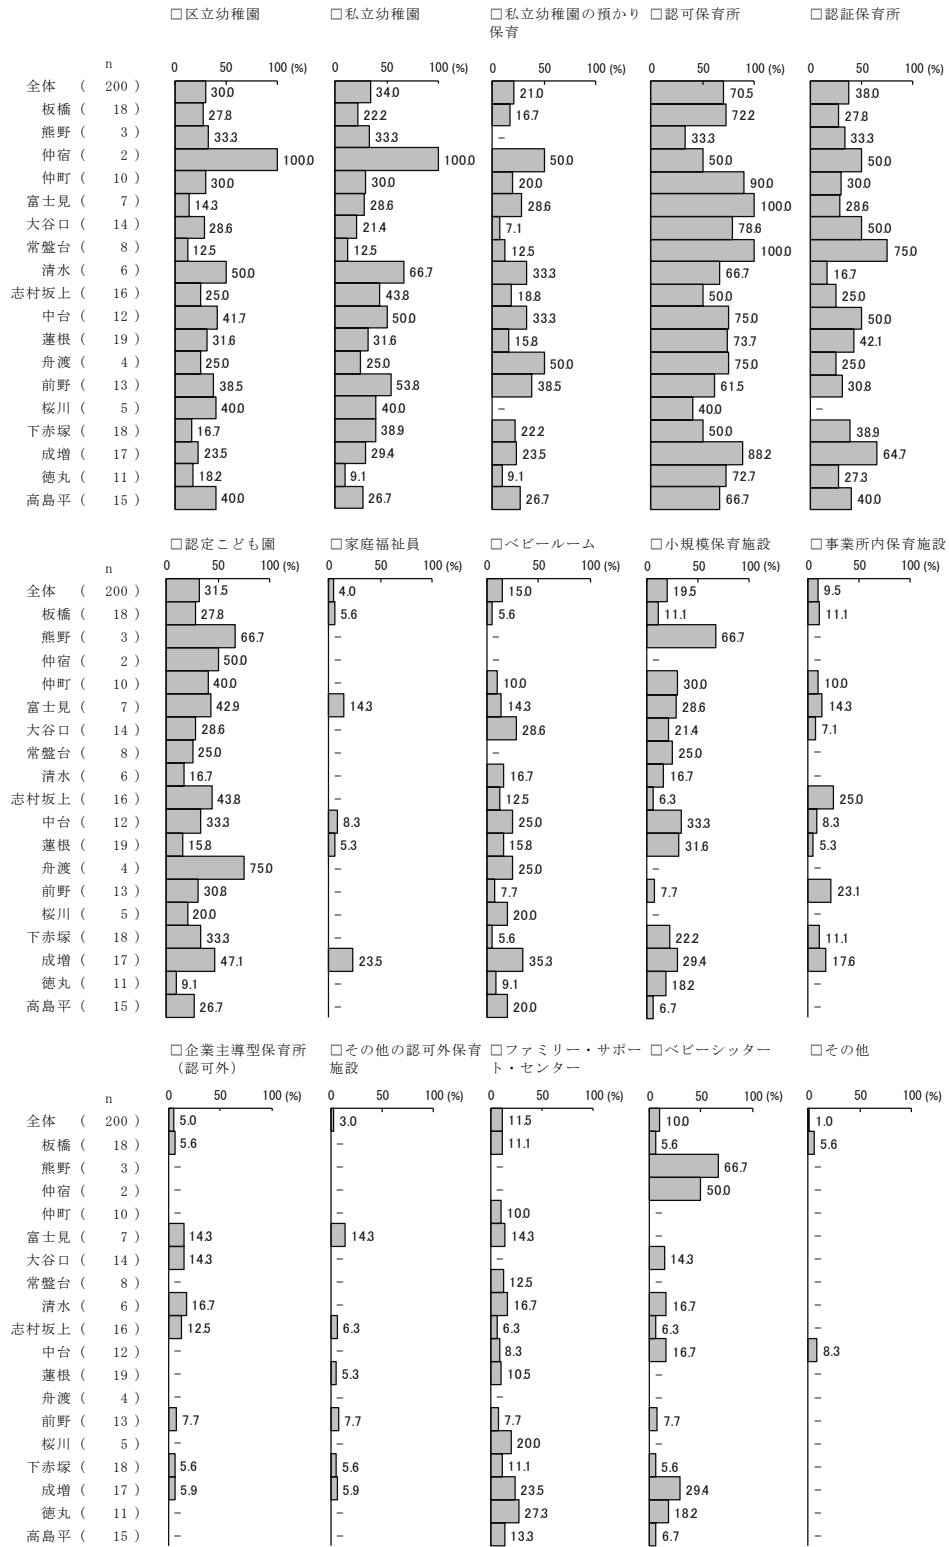 □区立幼稚園 □私立幼稚園 □私立幼稚園の預かり □認可保育所 □認証保育所
保育
n
0 50 100 (%) 0 50 100 (%) 0 50 100 (%) 0 50 100 (%) 0 50 100 (%)
全体 ( 200 ) 30.0 34.0 21.0 70.5 38.0
板橋 ( 18 ) 27.8 22.2 16.7 72.2 27.8
熊野 ( 3 ) 33.3 33.3 – 33.3 33.3
仲宿 ( 2 ) 100.0 100.0 50.0 50.0 50.0
仲町 ( 10 ) 30.0 30.0 20.0 90.0 30.0
富士見 ( 7 ) 14.3 28.6 28.6 100.0 28.6
大谷口 ( 14 ) 28.6 21.4 7.1 78.6 50.0
常盤台 ( 8 ) 12.5 12.5 12.5 100.0 75.0
清水 ( 6 ) 50.0 66.7 33.3 66.7 16.7
志村坂上 ( 16 ) 25.0 43.8 18.8 50.0 25.0
中台 ( 12 ) 41.7 50.0 33.3 75.0 50.0
蓮根 ( 19 ) 31.6 31.6 15.8 73.7 42.1
舟渡 ( 4 ) 25.0 25.0 50.0 75.0 25.0
前野 ( 13 ) 38.5 53.8 38.5 61.5 30.8
桜川 ( 5 ) 40.0 40.0 – 40.0 –
下赤塚 ( 18 ) 16.7 38.9 22.2 50.0 38.9
成増 ( 17 ) 23.5 29.4 23.5 88.2 64.7
徳丸 ( 11 ) 18.2 9.1 9.1 72.7 27.3
高島平 ( 15 ) 40.0 26.7 26.7 66.7 40.0
□認定こども園 □家庭福祉員 □ベビールーム □小規模保育施設 □事業所内保育施設
n
0 50 100 (%) 0 50 100 (%) 0 50 100 (%) 0 50 100 (%) 0 50 100 (%)
全体 ( 200 ) 31.5 4.0 15.0 19.5 9.5
板橋 ( 18 ) 27.8 5.6 5.6 11.1 11.1
熊野 ( 3 ) 66.7 – – 66.7 –
仲宿 ( 2 ) 50.0 – – – –
仲町 ( 10 ) 40.0 – 10.0 30.0 10.0
富士見 ( 7 ) 42.9 14.3 14.3 28.6 14.3
大谷口 ( 14 ) 28.6 – 28.6 21.4 7.1
常盤台 ( 8 ) 25.0 – – 25.0 –
清水 ( 6 ) 16.7 – 16.7 16.7 –
志村坂上 ( 16 ) 43.8 – 12.5 6.3 25.0
中台 ( 12 ) 33.3 8.3 25.0 33.3 8.3
蓮根 ( 19 ) 15.8 5.3 15.8 31.6 5.3
舟渡 ( 4 ) 75.0 – 25.0 – –
前野 ( 13 ) 30.8 – 7.7 7.7 23.1
桜川 ( 5 ) 20.0 – 20.0 – –
下赤塚 ( 18 ) 33.3 – 5.6 22.2 11.1
成増 ( 17 ) 47.1 23.5 35.3 29.4 17.6
徳丸 ( 11 ) 9.1 – 9.1 18.2 –
高島平 ( 15 ) 26.7 – 20.0 6.7 –
□企業主導型保育所 □その他の認可外保育 □ファミリー・サポー □ベビーシッター □その他
(認可外) 施設 ト・センター
n
0 50 100 (%) 0 50 100 (%) 0 50 100 (%) 0 50 100 (%) 0 50 100 (%)
全体 ( 200 ) 5.0 3.0 11.5 10.0 1.0
板橋 ( 18 ) 5.6 – 11.1 5.6 5.6
熊野 ( 3 ) – – – 66.7 –
仲宿 ( 2 ) – – – 50.0 –
仲町 ( 10 ) – – 10.0 – –
富士見 ( 7 ) 14.3 14.3 14.3 – –
大谷口 ( 14 ) 14.3 – – 14.3 –
常盤台 ( 8 ) – – 12.5 – –
清水 ( 6 ) 16.7 – 16.7 16.7 –
志村坂上 ( 16 ) 12.5 6.3 6.3 6.3 –
中台 ( 12 ) – – 8.3 16.7 8.3
蓮根 ( 19 ) – 5.3 10.5 – –
舟渡 ( 4 ) – – – – –
前野 ( 13 ) 7.7 7.7 7.7 7.7 –
桜川 ( 5 ) – – 20.0 – –
下赤塚 ( 18 ) 5.6 5.6 11.1 5.6 –
成増 ( 17 ) 5.9 5.9 23.5 29.4 –
徳丸 ( 11 ) – – 27.3 18.2 –
高島平 ( 15 ) – – 13.3 6.7 –